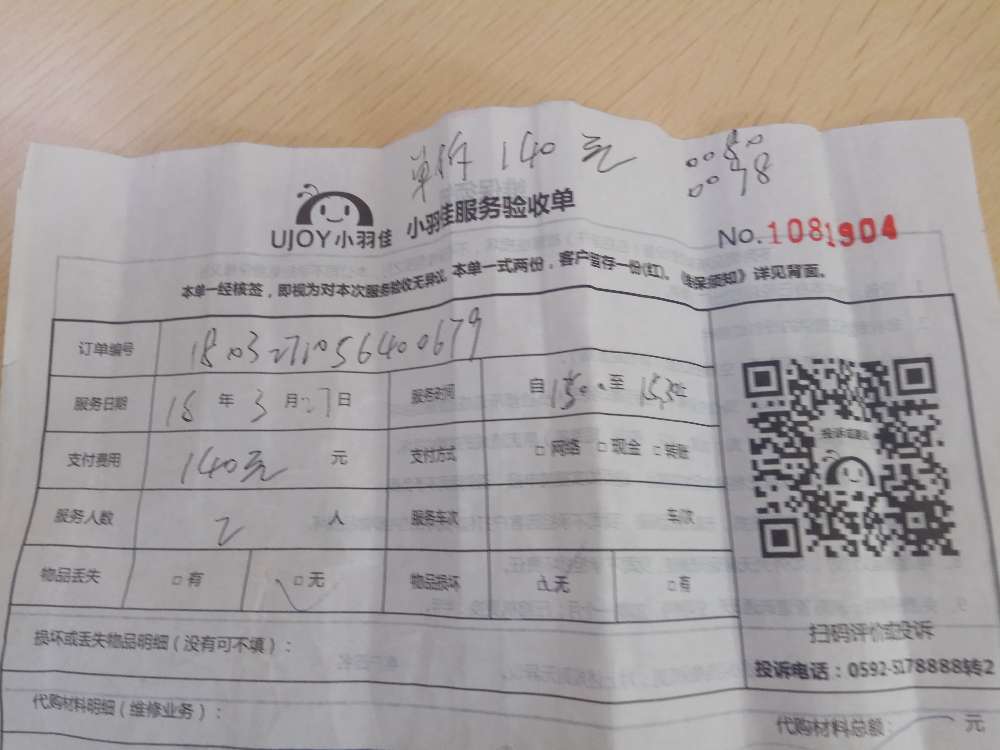 单价 140元
UJOY小羽佳 小羽佳服务验收单
No. 1081904
本单一经核签，即视为对本次服务验收无异议。本单一式两份，客户留存一份(红)。 须知》详见背面。
订单编号 1803271056400679
服务日期 18 年 3 月 27 日 服务时间 自 15 至
支付费用 140元 元 支付方式 □ 网络 □ 现金 □ 转账
服务人数 2 人 服务车次 车/次
物品丢失 □ 有 □ 无 物品损坏 □ 无 □ 有
扫码评价或投诉
投诉电话：0592-5178888转2
损坏或丢失物品明细（没有可不填）：
代购材料明细（维修业务）：
代购材料总额： 元